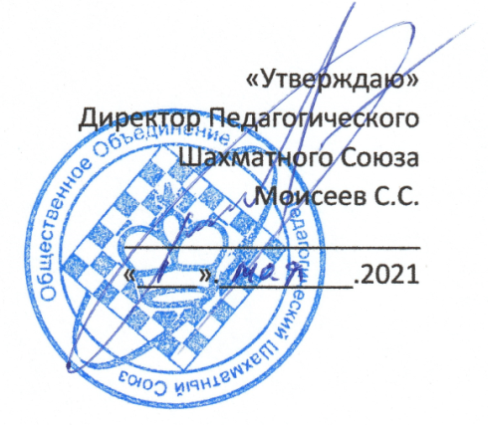 «Утверждаю»
Директор Педагогического
Шахматного Союза
Моисеев С.С.
«1».мая.2021
Общественное Объединение
Педагогический Шахматный Союз